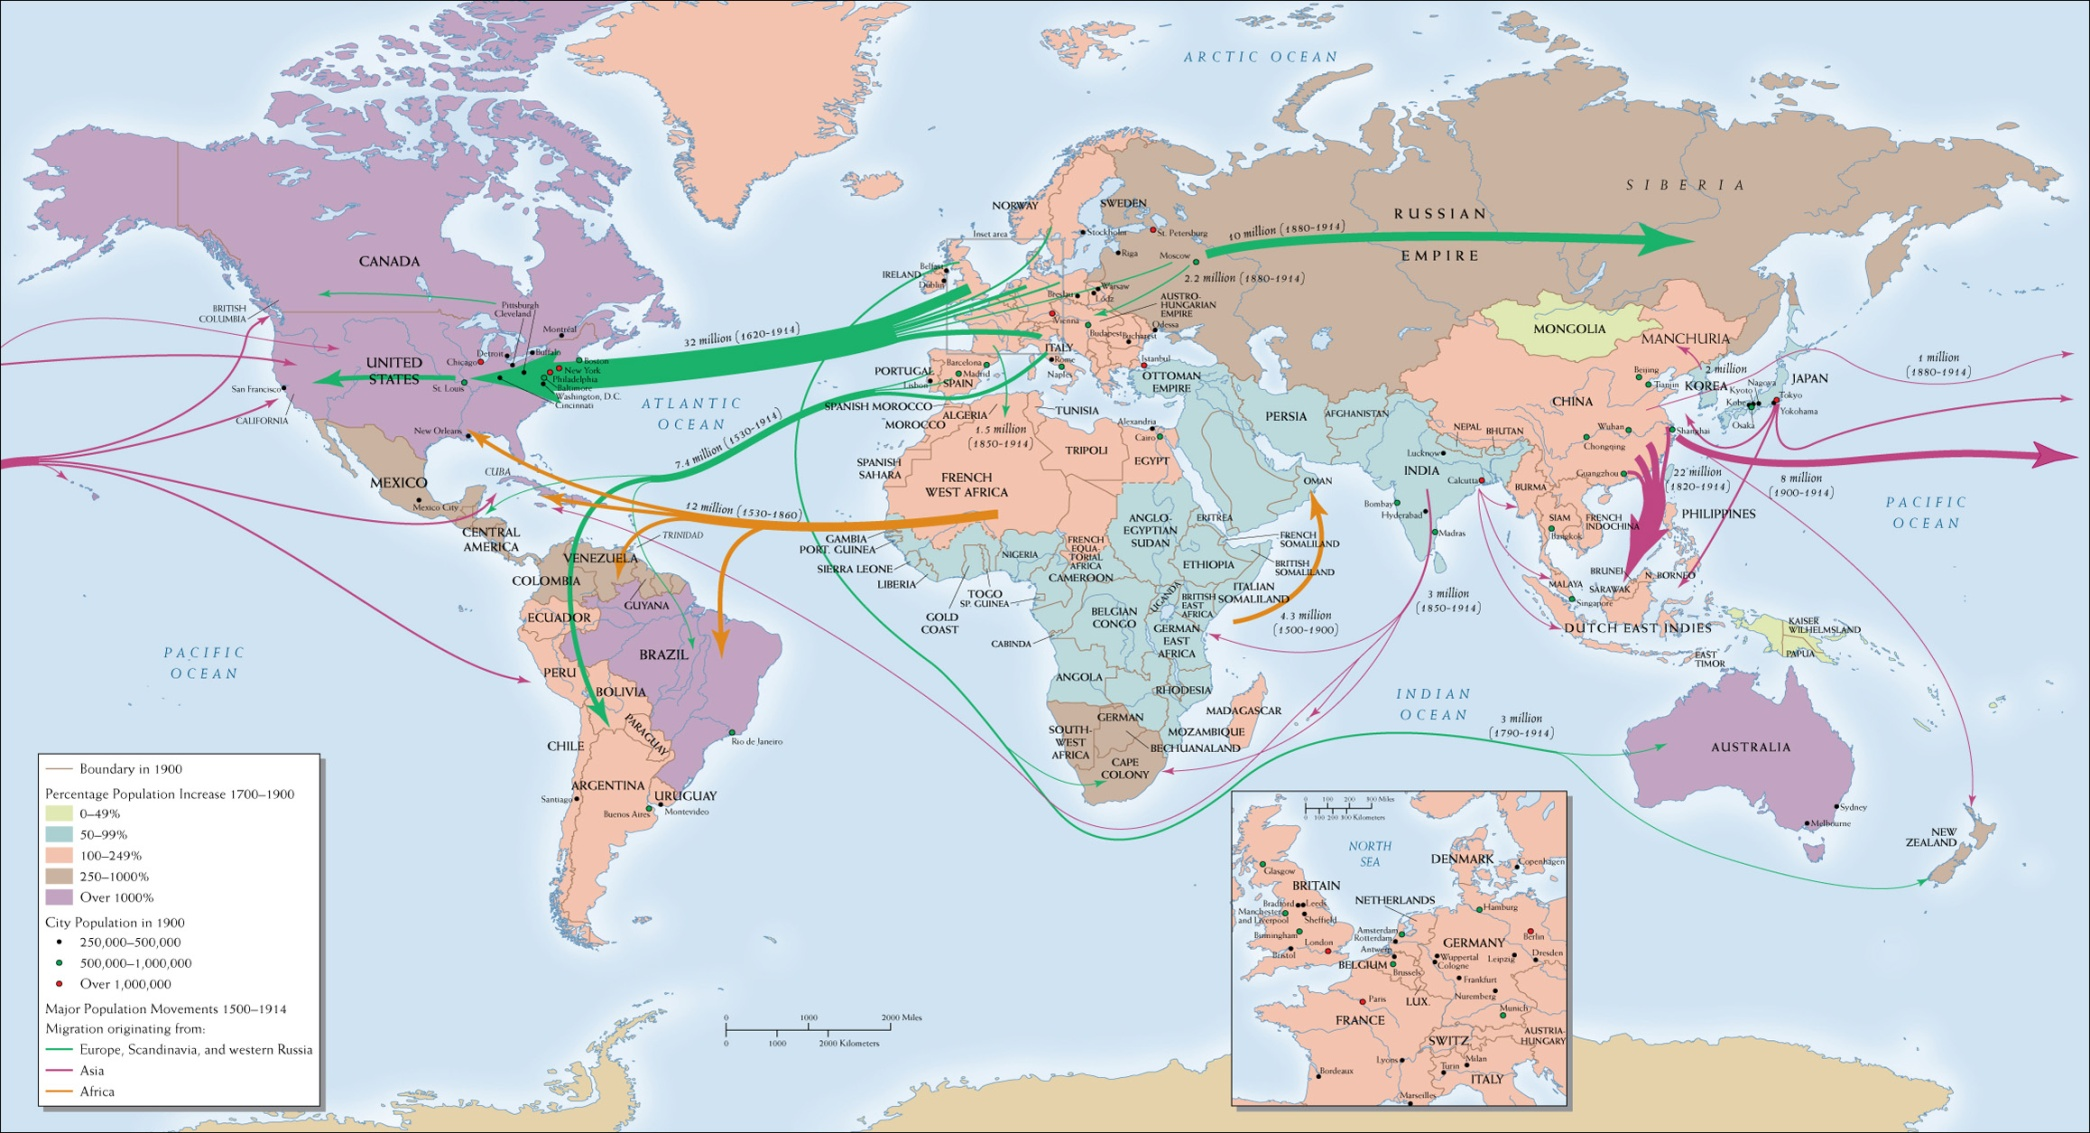 ARCTIC OCEAN
SIBERIA
RUSSIAN
EMPIRE
10 million (1880-1914)
2.2 million (1880-1914)
NORWAY
SWEDEN
Inset area
Stockholm
St. Petersburg
Riga
Moscow
IRELAND
Belfast
Dublin
Warsaw
Breslau
Lódz
AUSTRO-
HUNGARIAN
EMPIRE
Vienna
Budapest
Bucharest
Odessa
ITALY
Rome
Naples
Istanbul
OTTOMAN
EMPIRE
Barcelona
Madrid
PORTUGAL
Lisbon
SPAIN
CANADA
BRITISH
COLUMBIA
Pittsburgh
Cleveland
Montréal
Detroit
Buffalo
Boston
Chicago
New York
Philadelphia
Baltimore
Washington, D.C.
Cincinnati
St. Louis
UNITED
STATES
San Francisco
CALIFORNIA
New Orleans
32 million (1620-1914)
ATLANTIC
OCEAN
7.4 million (1530-1914)
12 million (1530-1860)
MEXICO
Mexico City
CUBA
CENTRAL
AMERICA
TRINIDAD
VENEZUELA
COLOMBIA
GUYANA
ECUADOR
BRAZIL
PERU
BOLIVIA
PARAGUAY
CHILE
Rio de Janeiro
ARGENTINA
URUGUAY
Santiago
Buenos Aires
Montevideo
PACIFIC
OCEAN
SPANISH MOROCCO
ALGERIA
MOROCCO
TUNISIA
1.5 million
(1850-1914)
TRIPOLI
Alexandria
Cairo
EGYPT
SPANISH
SAHARA
FRENCH
WEST AFRICA
GAMBIA
PORT. GUINEA
SIERRA LEONE
LIBERIA
GOLD
COAST
TOGO
SP. GUINEA
NIGERIA
FRENCH
EQUA
TORIAL
AFRICA
CAMEROON
CABINDA
ANGLO-
EGYPTIAN
SUDAN
ERITREA
FRENCH
SOMALILAND
BRITISH
SOMALILAND
ETHIOPIA
ITALIAN
SOMALILAND
UGANDA
BRITISH
EAST
AFRICA
BELGIAN
CONGO
GERMAN
EAST
AFRICA
4.3 million
(1500-1900)
ANGOLA
RHODESIA
MADAGASCAR
MOZAMBIQUE
GERMAN
SOUTH-
WEST
AFRICA
BECHUANALAND
CAPE
COLONY
PERSIA
AFGHANISTAN
OMAN
NEPAL
BHUTAN
Lucknow
INDIA
Calcutta
Bombay
Hyderabad
Madras
3 million
(1850-1914)
INDIAN
OCEAN
3 million
(1790-1914)
MONGOLIA
MANCHURIA
2 million
Beijing
Tianjin
KOREA
CHINA
Nagoya
Kyoto
Kobe
Osaka
JAPAN
Tokyo
Yokohama
Wuhan
Chongqing
Shanghai
Guangzhou
22 million
(1820-1914)
8 million
(1900-1914)
1 million
(1880-1914)
PACIFIC
OCEAN
BURMA
SIAM
Bangkok
FRENCH
INDOCHINA
PHILIPPINES
BRUNEI
SARAWAK
N. BORNEO
MALAYA
Singapore
DUTCH EAST INDIES
EAST
TIMOR
KAISER
WILHELMSLAND
PAPUA
AUSTRALIA
Sydney
Melbourne
NEW
ZEALAND
Boundary in 1900
Percentage Population Increase 1700–1900
0–49%
50–99%
100–249%
250–1000%
Over 1000%
City Population in 1900
250,000–500,000
500,000–1,000,000
Over 1,000,000
Major Population Movements 1500–1914
Migration originating from:
Europe, Scandinavia, and western Russia
Asia
Africa
0 1000 2000 Miles
0 1000 2000 Kilometers
0 100 200 300 Miles
0 100 200 300 Kilometers
NORTH
SEA
DENMARK
Copenhagen
Glasgow
BRITAIN
NETHERLANDS
Bradford
Leeds
Manchester
and Liverpool
Sheffield
Hamburg
Birmingham
Amsterdam
Rotterdam
London
Bristol
Antwerp
BELGIUM
Brussels
GERMANY
Berlin
Wuppertal
Cologne
Leipzig
Dresden
Frankfurt
Nuremberg
Paris
LUX.
Munich
FRANCE
AUSTRIA-
HUNGARY
SWITZ.
Lyons
Milan
Turin
ITALY
Bordeaux
Marseilles